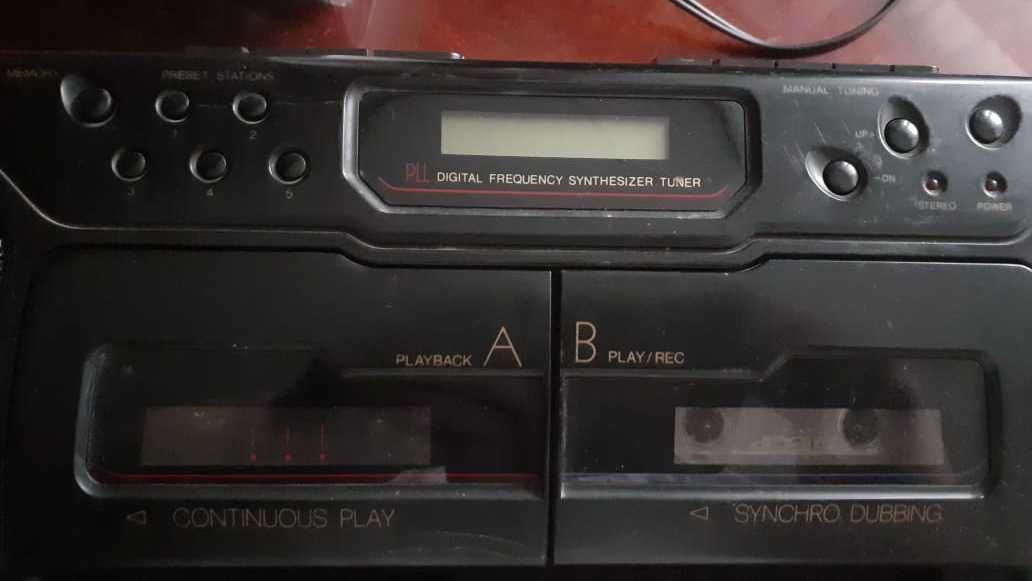 MEMORY
PRESET STATIONS
1
2
3
4
5
PLL DIGITAL FREQUENCY SYNTHESIZER TUNER
MANUAL TUNING
UP+
-DN
STEREO
POWER
PLAYBACK A
B PLAY/REC
CONTINUOUS PLAY
SYNCHRO DUBBING